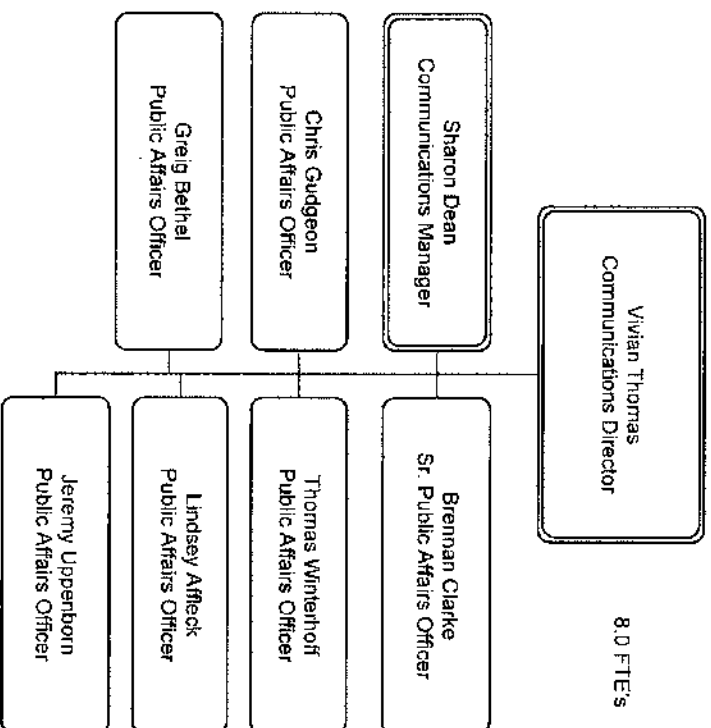 Vivian Thomas
Communications Director
8.0 FTE's
Sharon Dean
Communications Manager
Brennan Clarke
Sr. Public Affairs Officer
Chris Gudgeon
Public Affairs Officer
Thomas Winterhoff
Public Affairs Officer
Greig Bethel
Public Affairs Officer
Lindsey Affleck
Public Affairs Officer
Jeremy Uppenborn
Public Affairs Officer